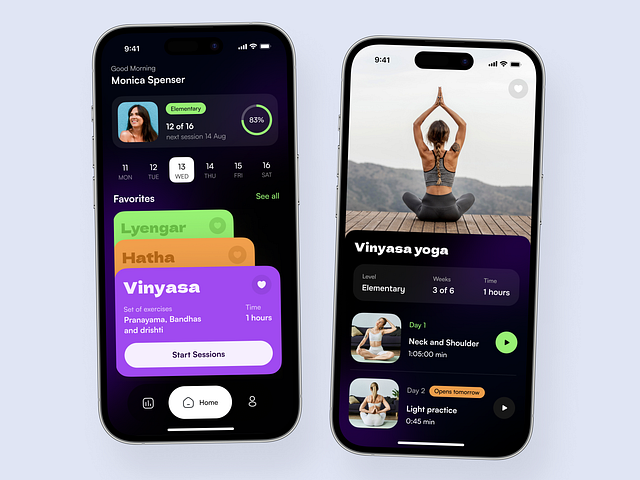 9:41
Good Morning
Monica Spenser
Elementary
12 of 16
next session 14 Aug
83%
11 12 13 14 15 16
MON TUE WED THU FRI SAT
Favorites See all
Lyengar
Hatha
Vinyasa
Set of exercises Time
Pranayama, Bandhas 1 hours
and drishti
Start Sessions
Home
9:41
Vinyasa yoga
Level Weeks Time
Elementary 3 of 6 1 hours
Day 1
Neck and Shoulder
1:05:00 min
Day 2 Opens tomorrow
Light practice
0:45 min